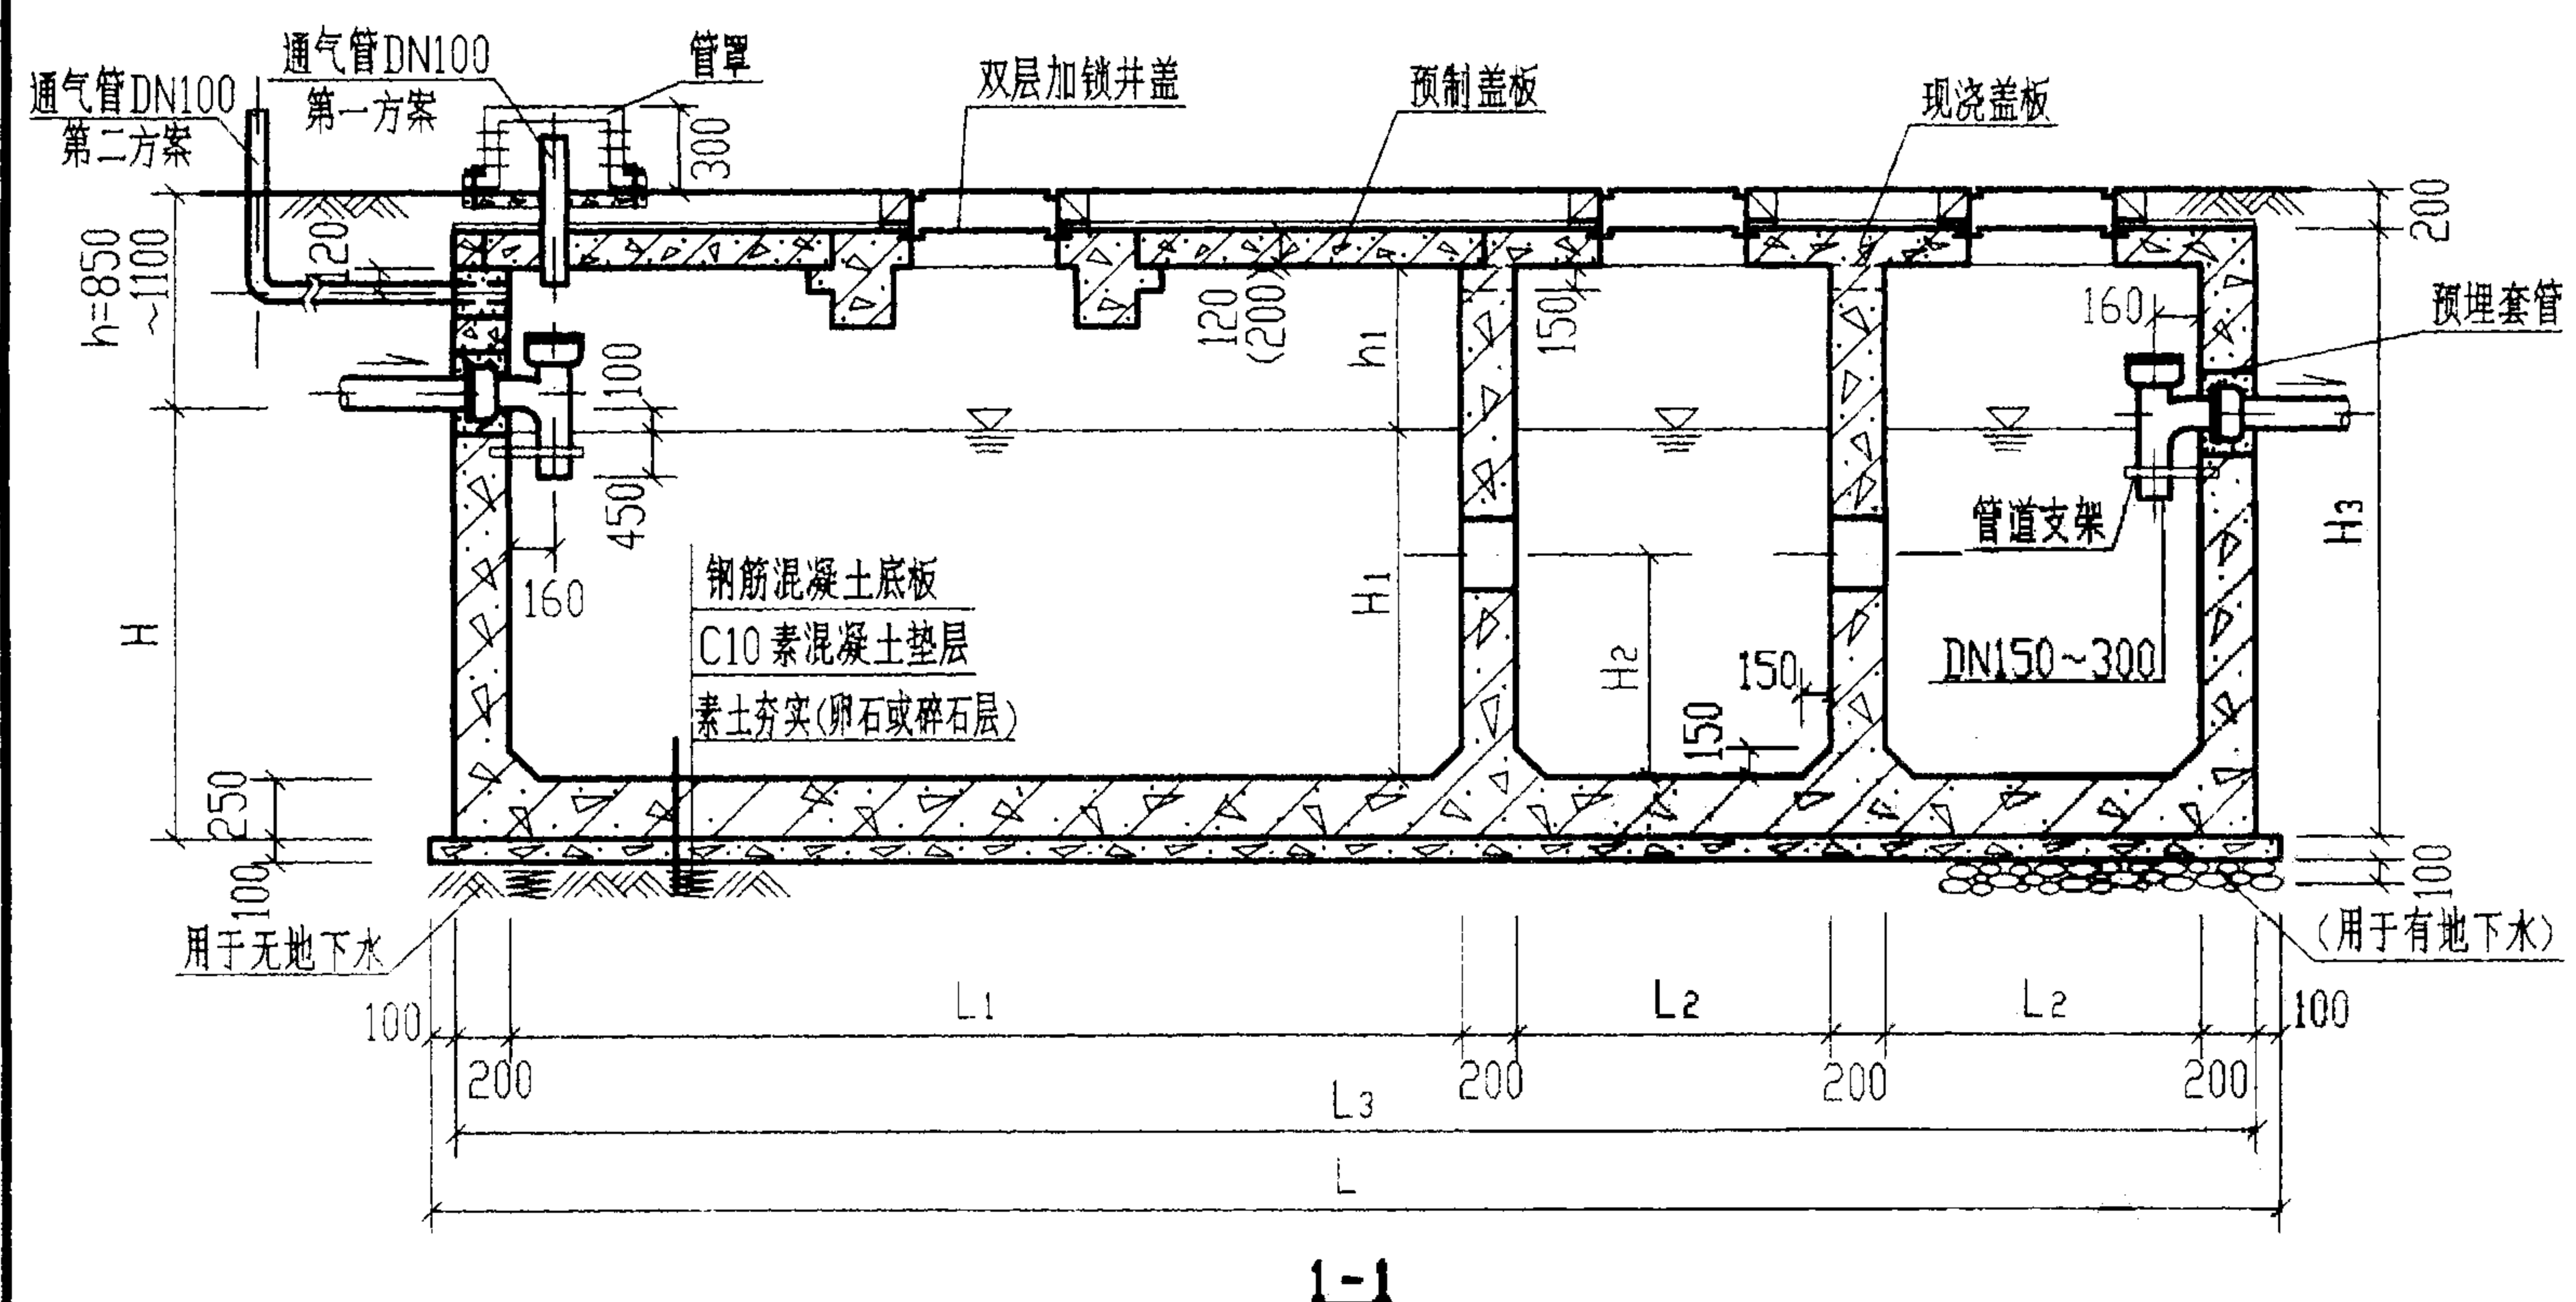 通气管DN100
第二方案
通气管DN100
第一方案
管罩
双层加锁井盖
预制盖板
现浇盖板
300
200
120
h=850
~1100
120
(200)
h1
150
160
预埋套管
100
450
160
H
H1
H2
H3
管道支架
DN150~300
钢筋混凝土底板
C10素混凝土垫层
素土夯实(卵石或碎石层)
150
150
250
100
100
用于无地下水
(用于有地下水)
100
200
L1
200
L2
200
L2
200
100
L3
L
1-1